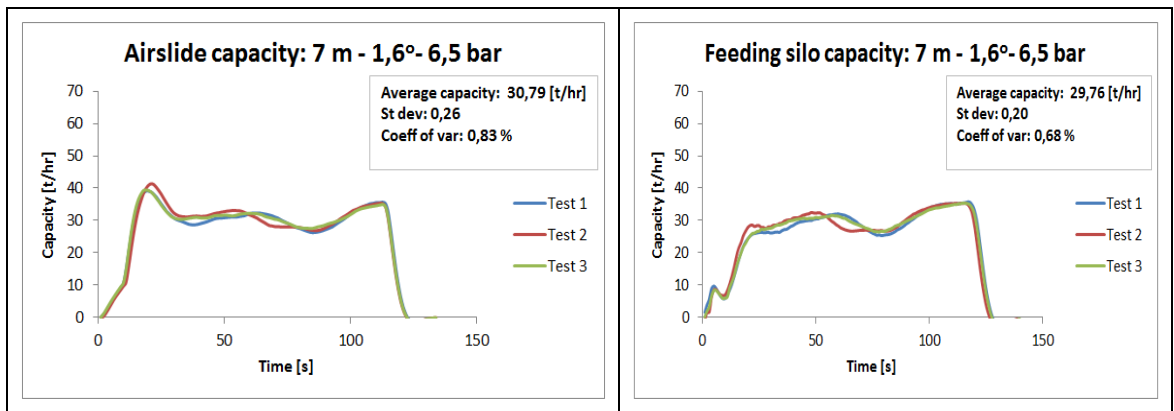 Airslide capacity: 7 m - 1,6°- 6,5 bar
Average capacity: 30,79 [t/hr]
St dev: 0,26
Coeff of var: 0,83 %
Capacity [t/hr]
70
60
50
40
30
20
10
0
0 50 100 150
Time [s]
Test 1
Test 2
Test 3
Feeding silo capacity: 7 m - 1,6°- 6,5 bar
Average capacity: 29,76 [t/hr]
St dev: 0,20
Coeff of var: 0,68 %
Capacity [t/hr]
70
60
50
40
30
20
10
0
0 50 100 150
Time [s]
Test 1
Test 2
Test 3